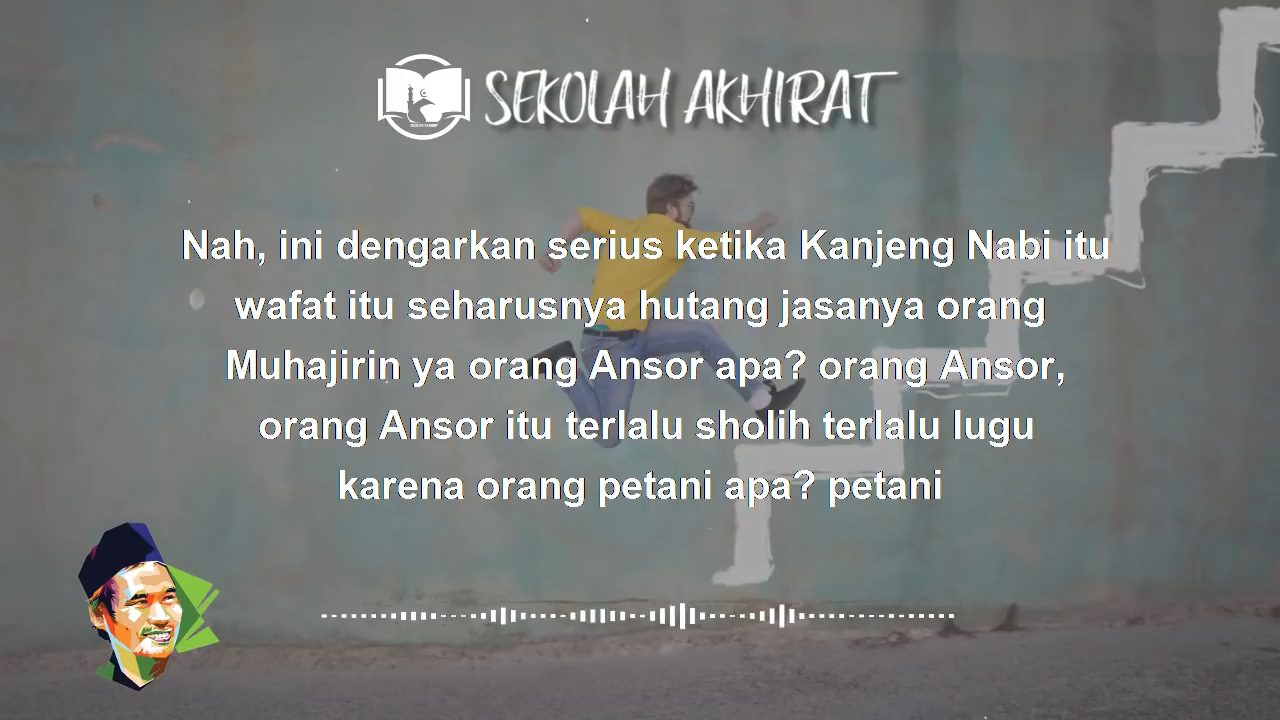 SEKOLAH AKHIRAT
Nah, ini dengarkan serius ketika Kanjeng Nabi itu
wafat itu seharusnya hutang jasanya orang
Muhajirin ya orang Ansor apa? orang Ansor,
orang Ansor itu terlalu sholih terlalu lugu
karena orang petani apa? petani